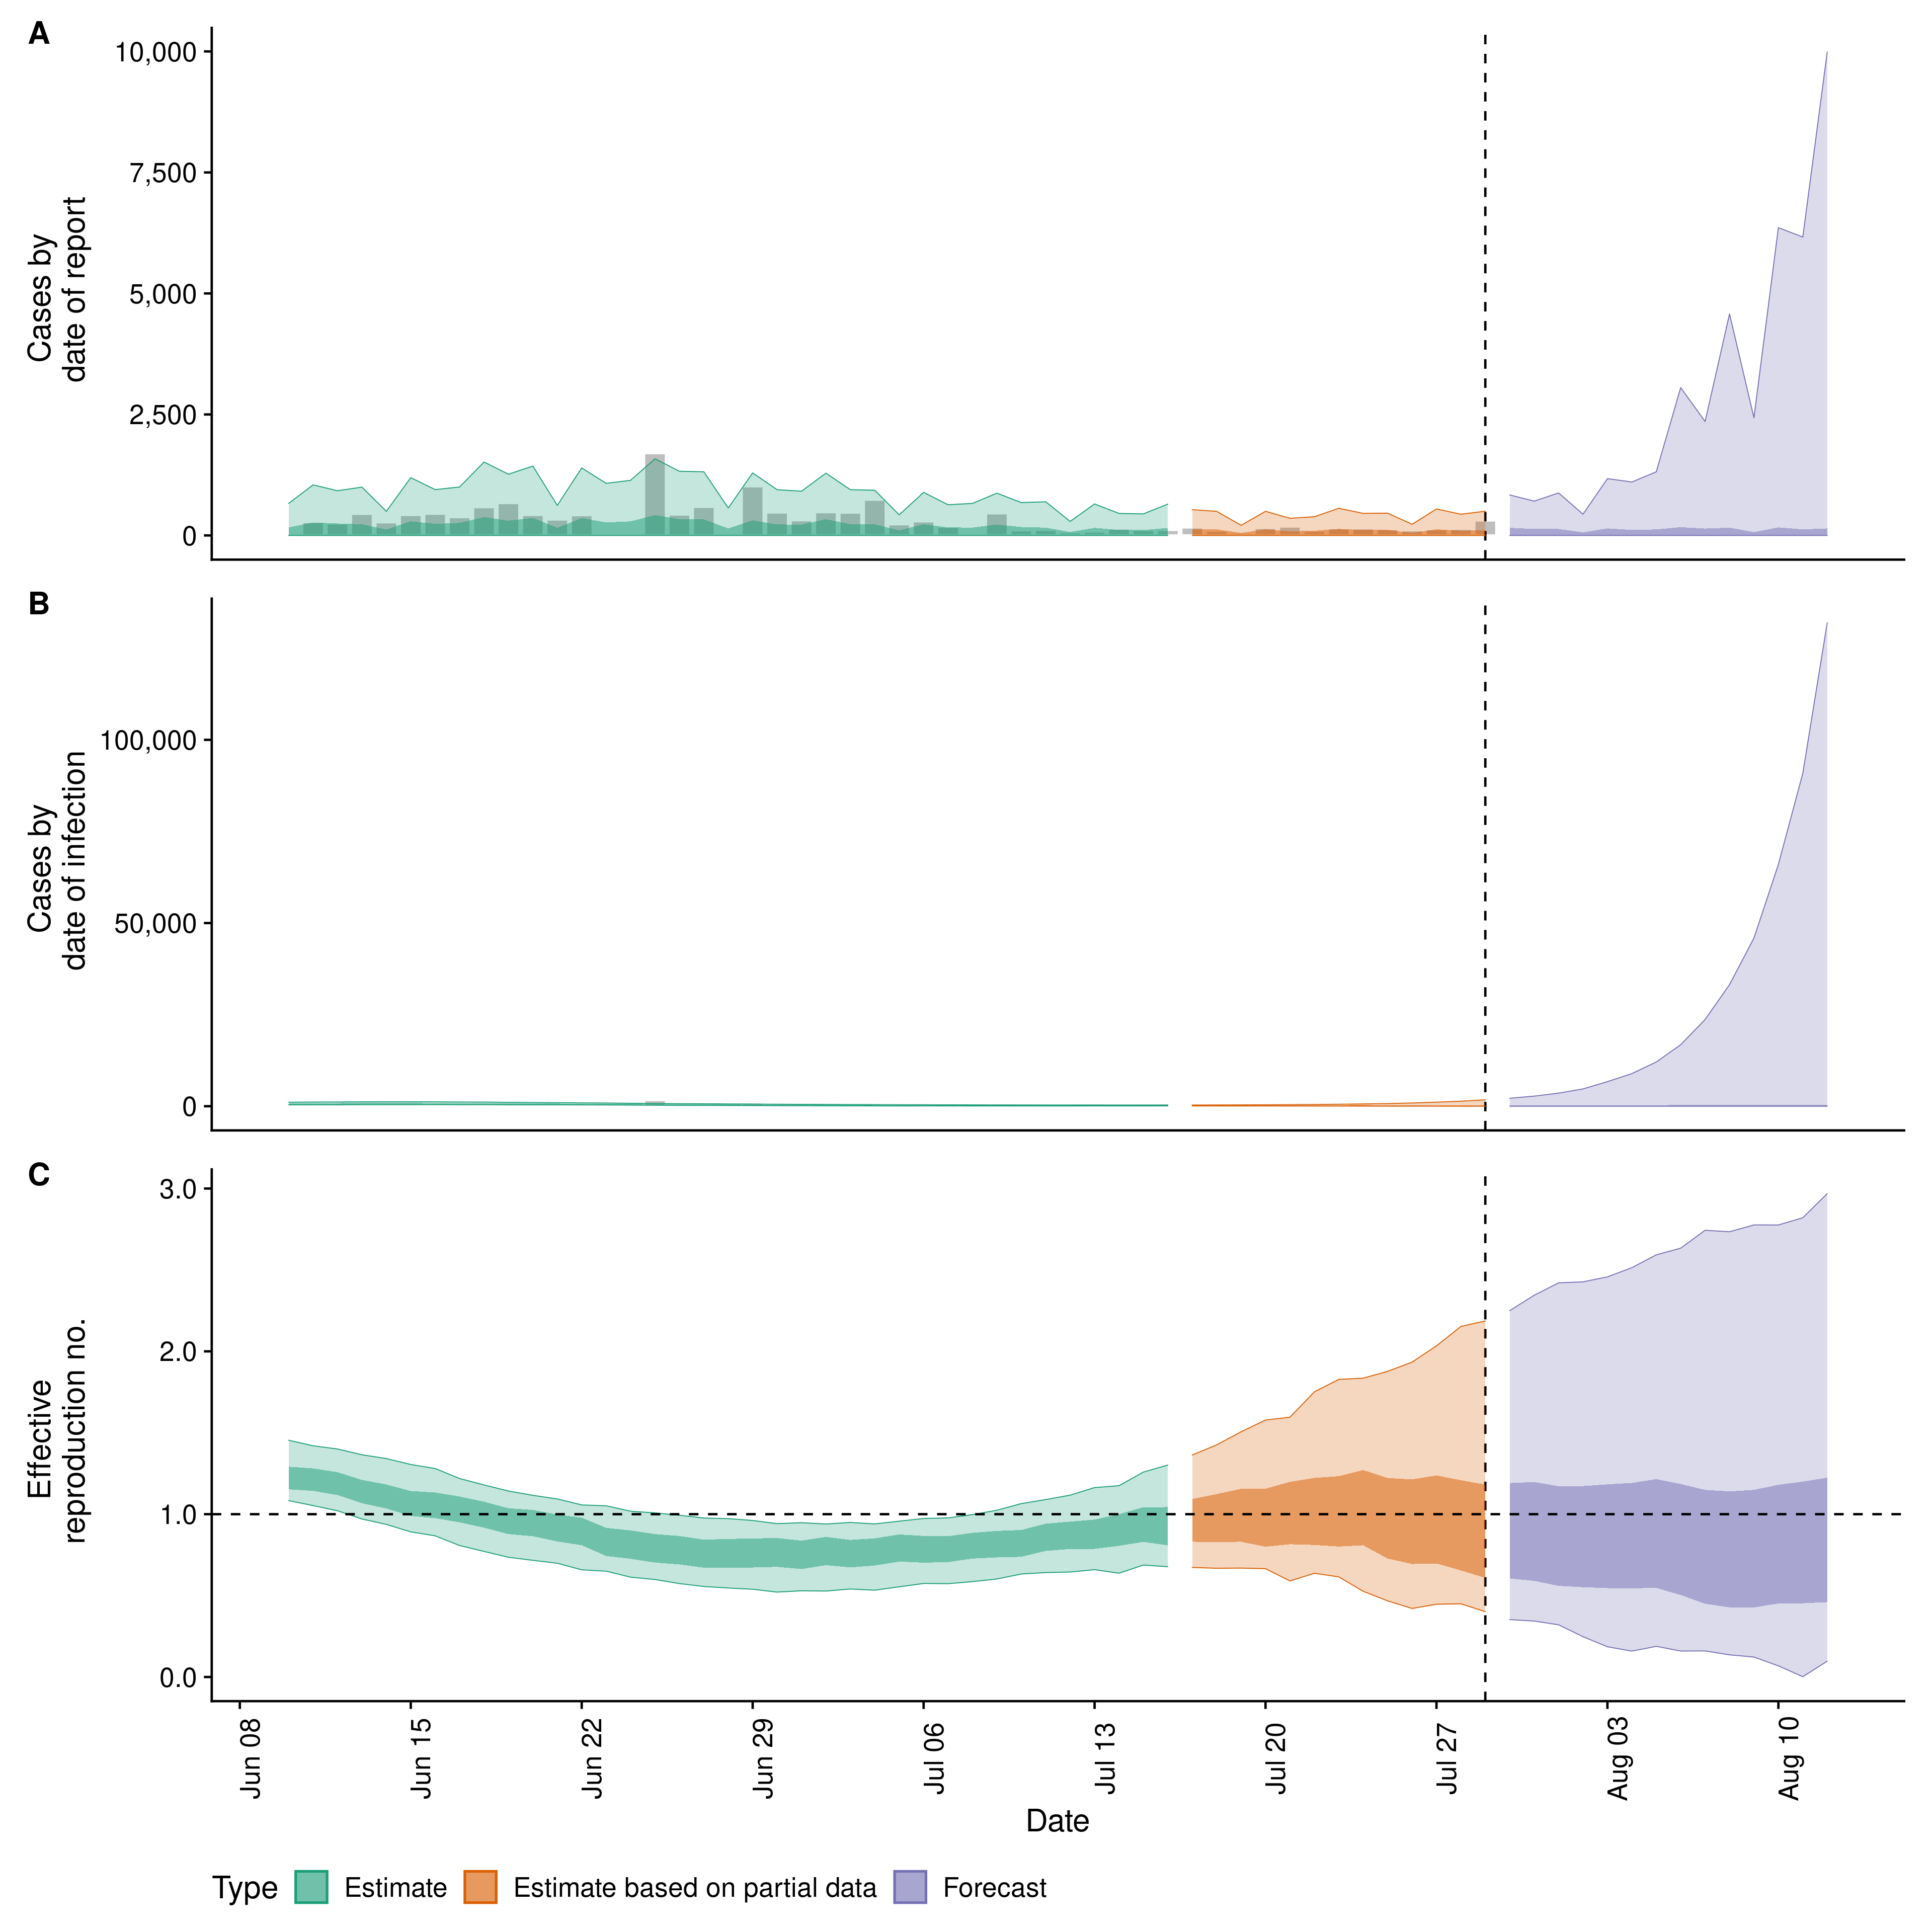 A
Cases by
date of report
10,000
7,500
5,000
2,500
0
B
Cases by
date of infection
100,000
50,000
0
C
Effective
reproduction no.
3.0
2.0
1.0
0.0
Jun 08
Jun 15
Jun 22
Jun 29
Jul 06
Jul 13
Jul 20
Jul 27
Aug 03
Aug 10
Date
Type Estimate Estimate based on partial data Forecast